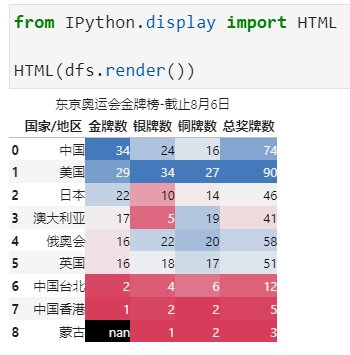 from IPython.display import HTML
HTML(dfs.render())
东京奥运会金牌榜-截止8月6日
国家/地区 金牌数 银牌数 铜牌数 总奖牌数
0 中国 34 24 16 74
1 美国 29 34 27 90
2 日本 22 10 14 46
3 澳大利亚 17 5 19 41
4 俄奥会 16 22 20 58
5 英国 16 18 17 51
6 中国台北 2 4 6 12
7 中国香港 1 2 2 5
8 蒙古 nan 1 2 3